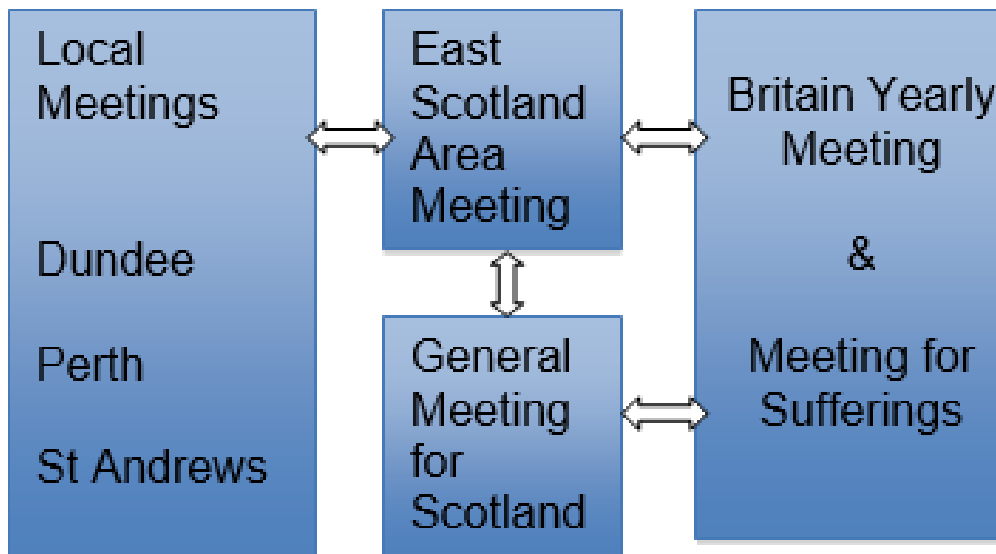 Local
Meetings
Dundee
Perth
St Andrews
East
Scotland
Area
Meeting
General
Meeting
for
Scotland
Britain Yearly
Meeting
&
Meeting for
Sufferings